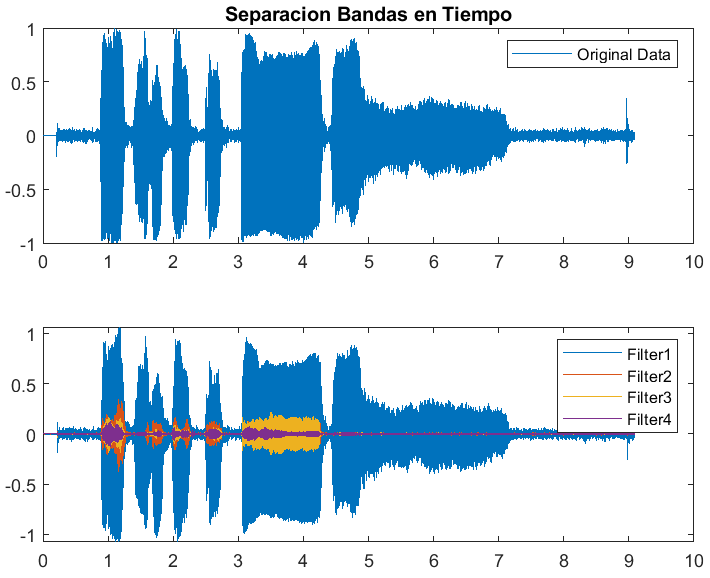 Separacion Bandas en Tiempo
1
0.5
0
-0.5
-1
Original Data
0 1 2 3 4 5 6 7 8 9 10
1
0.5
0
-0.5
-1
Filter1
Filter2
Filter3
Filter4
0 1 2 3 4 5 6 7 8 9 10